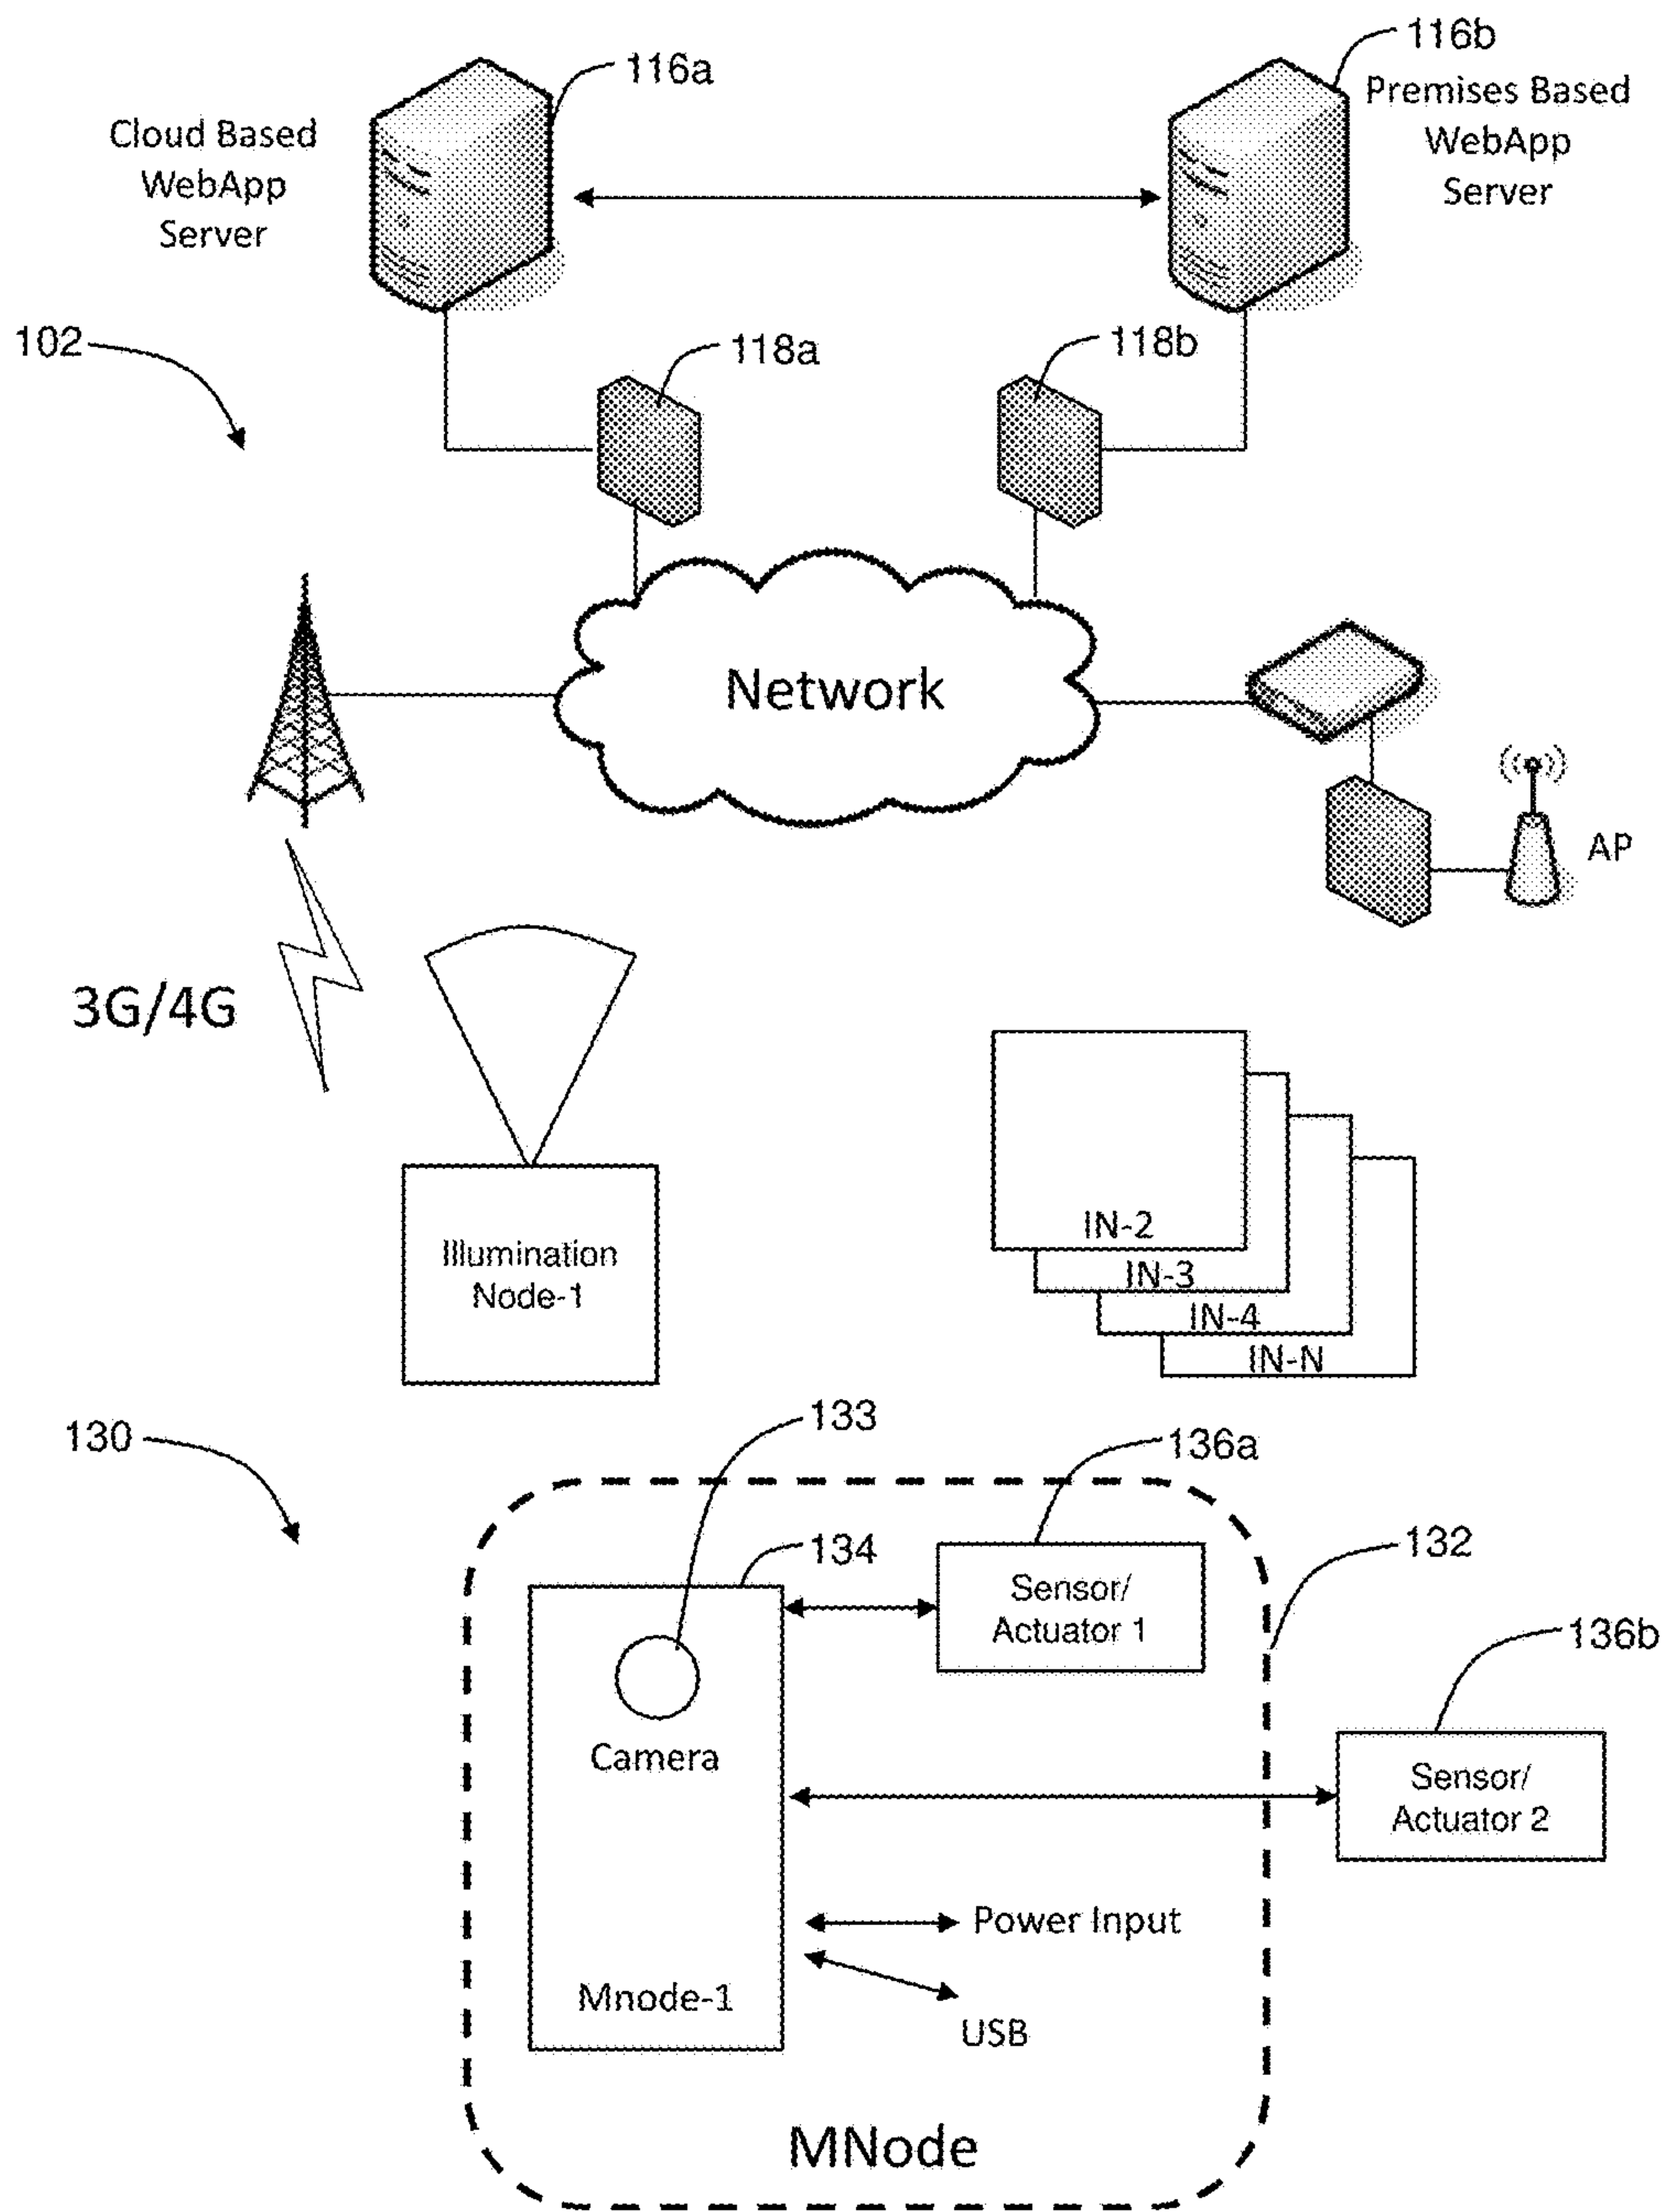 116a
116b
Cloud Based
WebApp
Server
Premises Based
WebApp
Server
102
118a
118b
Network
AP
3G/4G
Illumination
Node-1
IN-2
IN-3
IN-4
IN-N
130
133
136a
134
132
Sensor/
Actuator 1
136b
Camera
Sensor/
Actuator 2
Power Input
Mnode-1
USB
MNode